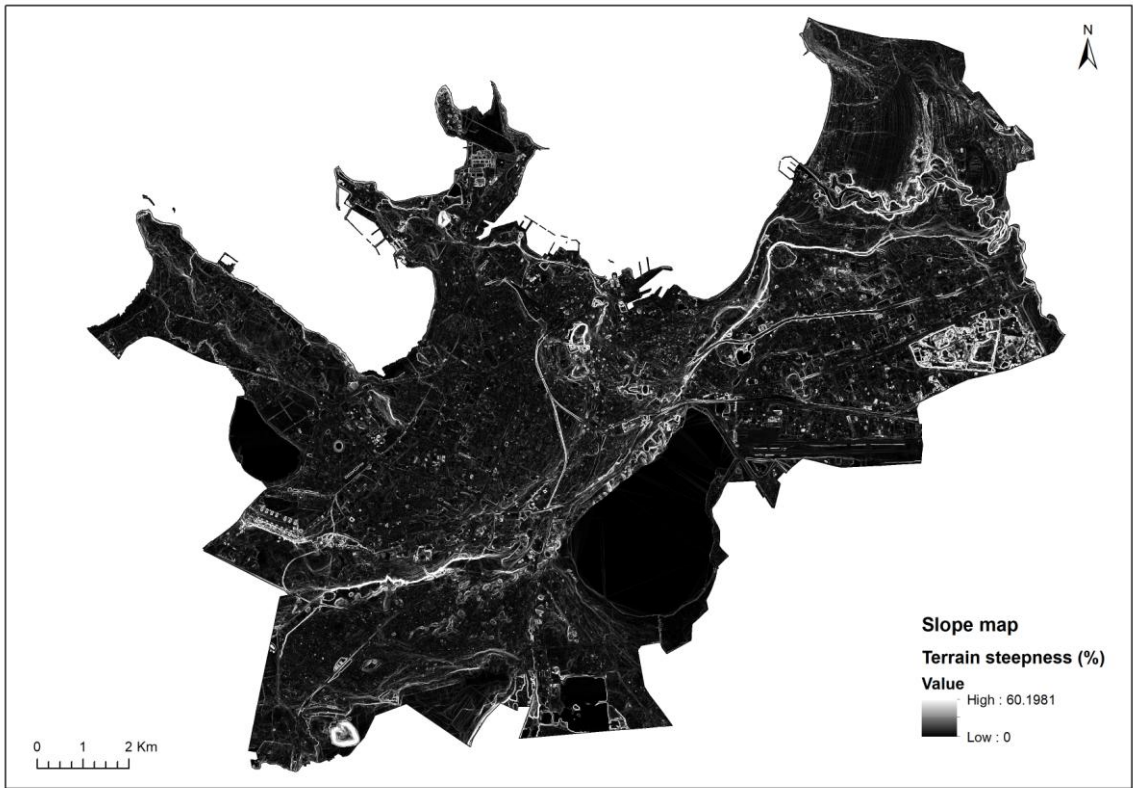 N
Slope map
Terrain steepness (%)
Value
High : 60.1981
Low : 0
0 1 2 Km